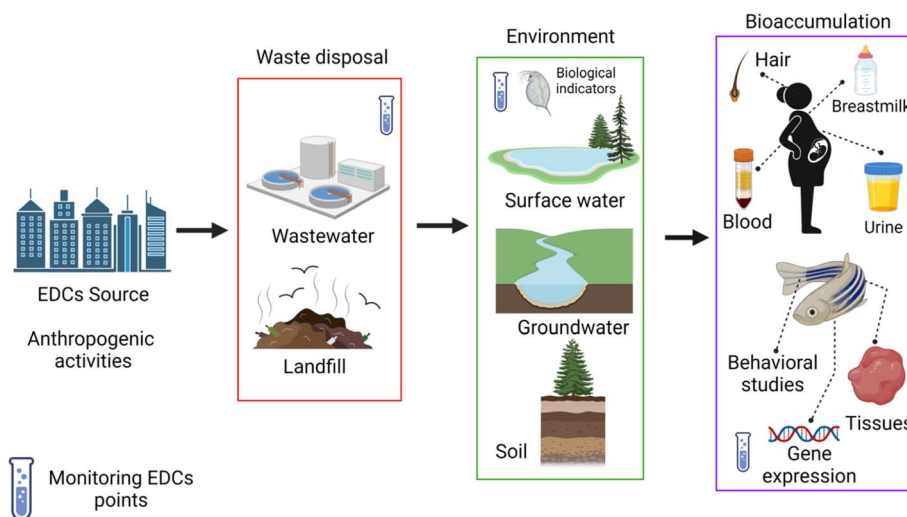 EDCs Source
Anthropogenic
activities
Monitoring EDCs
points
Waste disposal
Wastewater
Landfill
Environment
Biological
indicators
Surface water
Groundwater
Soil
Bioaccumulation
Hair
Breastmilk
Blood
Urine
Behavioral
studies
Tissues
Gene
expression